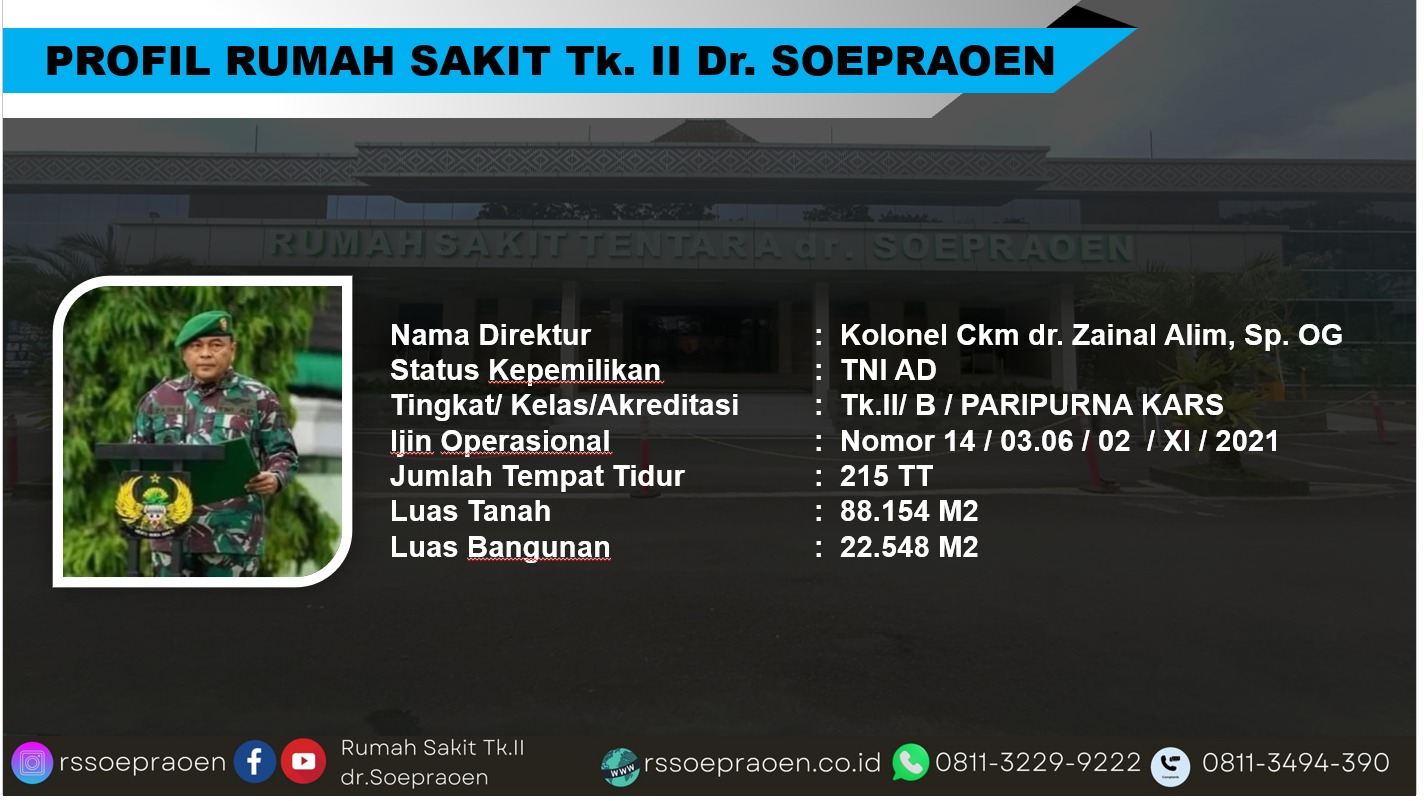 PROFIL RUMAH SAKIT Tk. II Dr. SOEPRAOEN
RUMAH SAKIT TENTARA dr. SOEPRAOEN
Nama Direktur : Kolonel Ckm dr. Zainal Alim, Sp. OG
Status Kepemilikan : TNI AD
Tingkat/ Kelas/Akreditasi : Tk.II/ B / PARIPURNA KARS
Ijin Operasional : Nomor 14 / 03.06 / 02 / XI / 2021
Jumlah Tempat Tidur : 215 TT
Luas Tanah : 88.154 M2
Luas Bangunan : 22.548 M2
rssoepraoen
Rumah Sakit Tk.II
dr.Soepraoen
www
rssoepraoen.co.id
0811-3229-9222
0811-3494-390